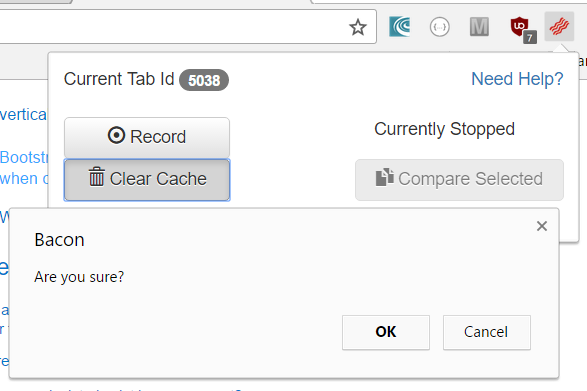 7
Current Tab Id 5038
Need Help?
vertica
Record
Currently Stopped
Bootstr
when c
Clear Cache
Compare Selected
W
Bacon
Are you sure?
OK
Cancel